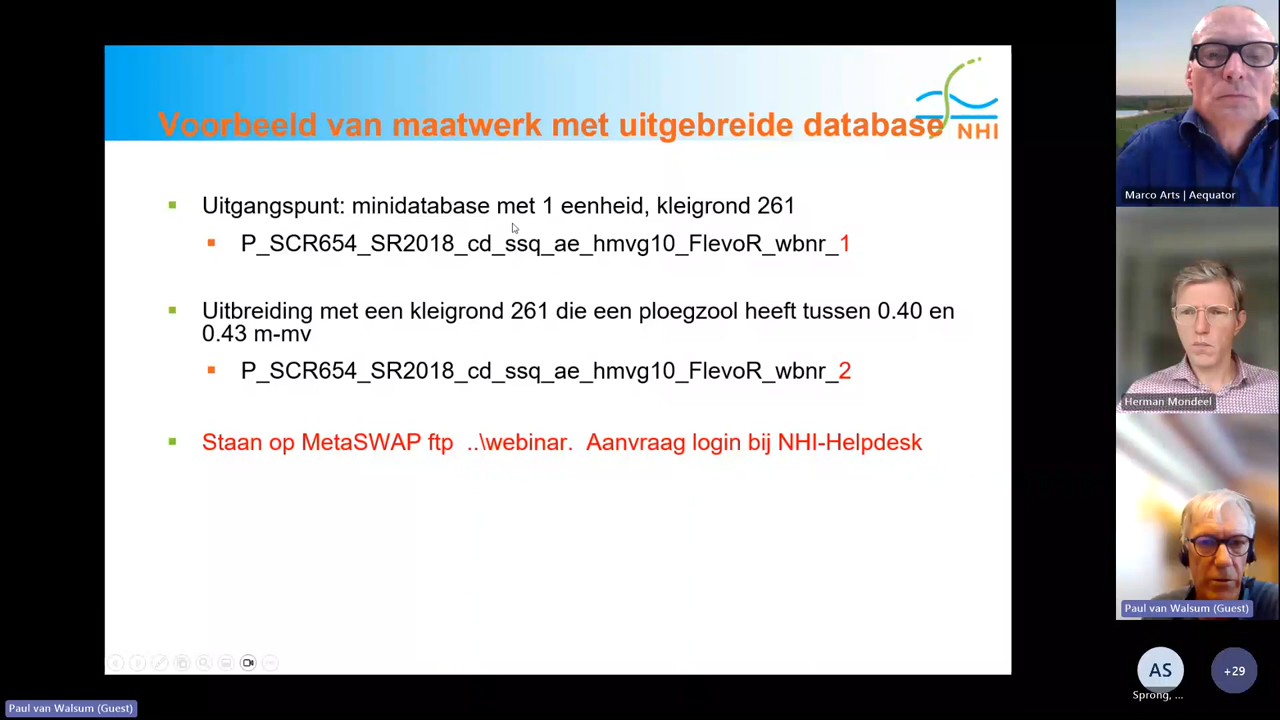 Voorbeeld van maatwerk met uitgebreide database
NHI
Uitgangspunt: minidatabase met 1 eenheid, kleigrond 261
P_SCR654_SR2018_cd_ssq_ae_hmvg10_FlevoR_wbnr_1
Uitbreiding met een kleigrond 261 die een ploegzool heeft tussen 0.40 en
0.43 m-mv
P_SCR654_SR2018_cd_ssq_ae_hmvg10_FlevoR_wbnr_2
Staan op MetaSWAP ftp ..\webinar. Aanvraag login bij NHI-Helpdesk
Marco Arts | Aequator
Herman Mondeel
Paul van Walsum (Guest)
AS
+29
Sprong, ...
Paul van Walsum (Guest)